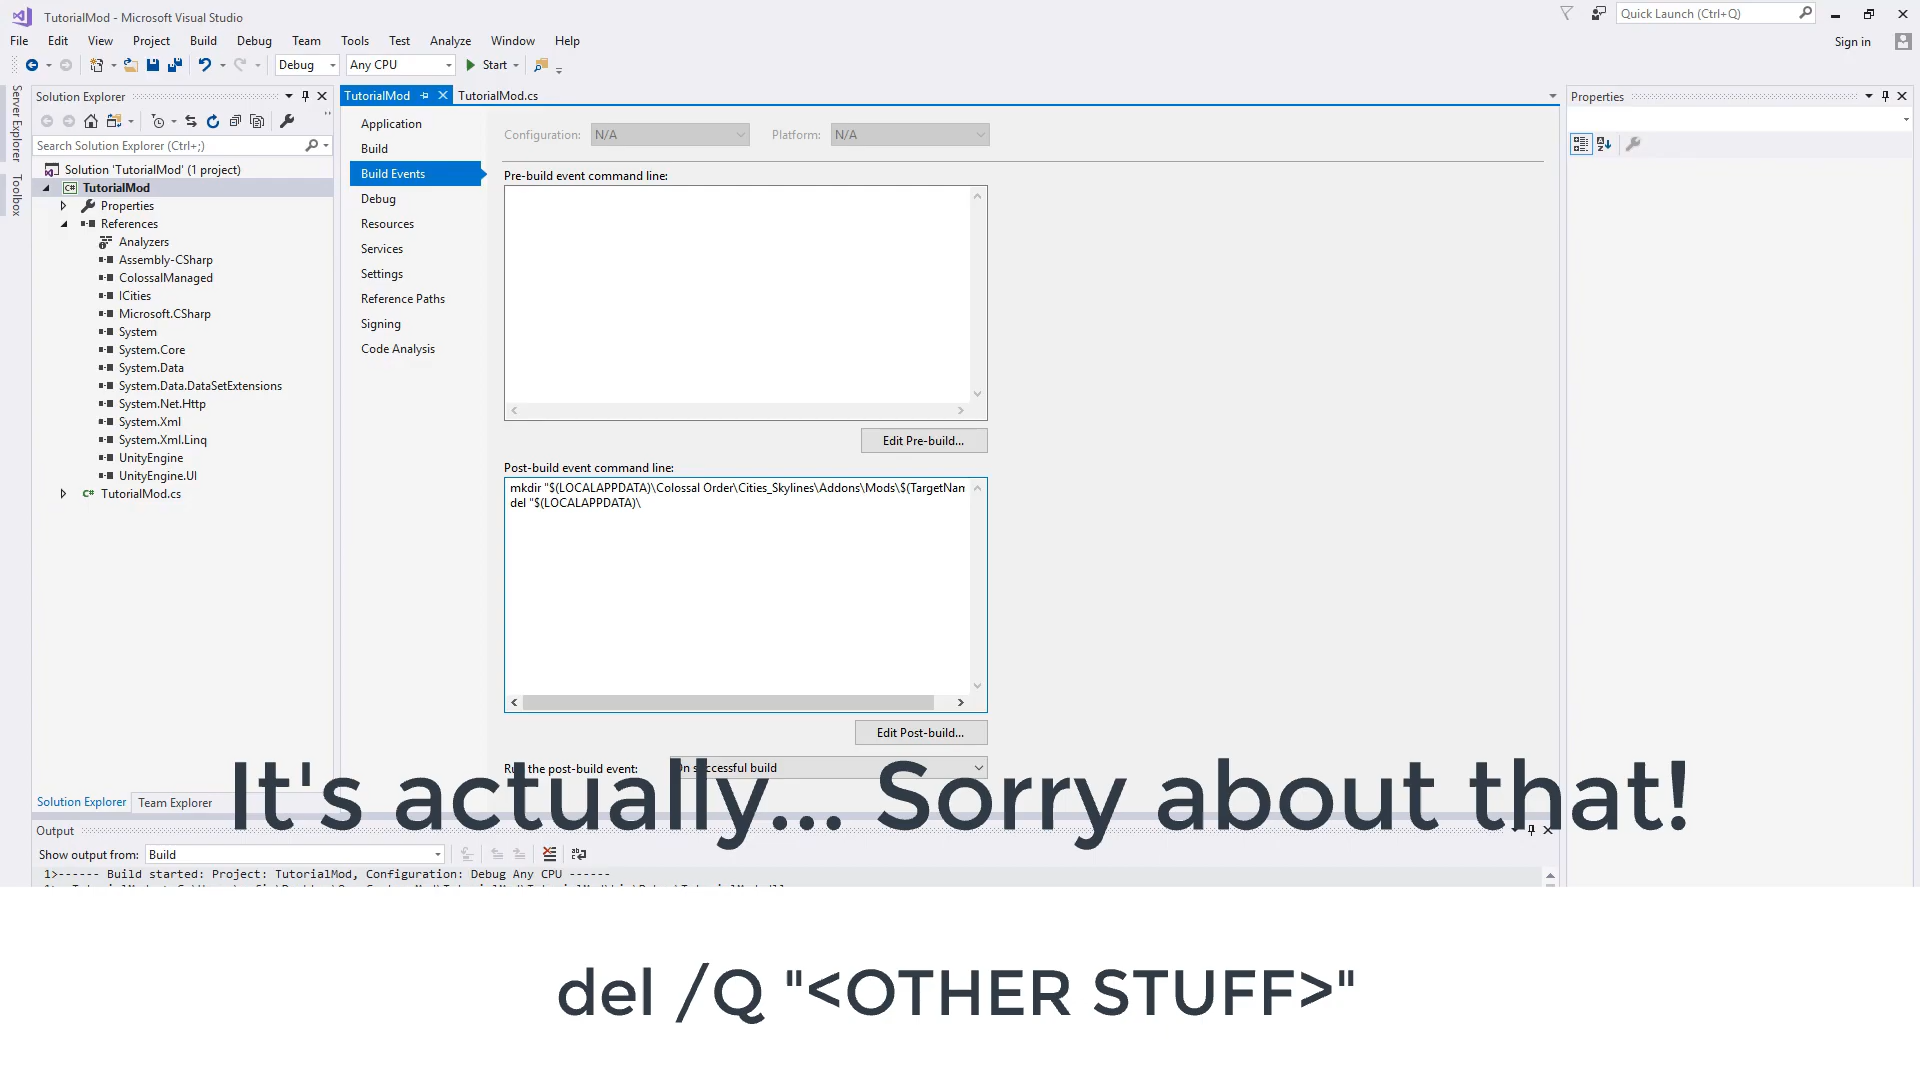 TutorialMod - Microsoft Visual Studio
Quick Launch (Ctrl+Q)
File Edit View Project Build Debug Team Tools Test Analyze Window Help
Sign in
Debug Any CPU Start
Server Explorer
Toolbox
Solution Explorer
Search Solution Explorer (Ctrl+;)
Solution 'TutorialMod' (1 project)
C# TutorialMod
Properties
References
Analyzers
Assembly-CSharp
ColossalManaged
ICities
Microsoft.CSharp
System
System.Core
System.Data
System.Data.DataSetExtensions
System.Net.Http
System.Xml
System.Xml.Linq
UnityEngine
UnityEngine.UI
C# TutorialMod.cs
Solution Explorer Team Explorer
TutorialMod TutorialMod.cs
Application
Build
Build Events
Debug
Resources
Services
Settings
Reference Paths
Signing
Code Analysis
Configuration: N/A Platform: N/A
Pre-build event command line:
Edit Pre-build...
Post-build event command line:
mkdir "$(LOCALAPPDATA)\Colossal Order\Cities_Skylines\Addons\Mods\$(TargetNam
del "$(LOCALAPPDATA)\
Edit Post-build...
Run the post-build event: On successful build
Properties
It's actually... Sorry about that!
Output
Show output from: Build
1>------ Build started: Project: TutorialMod, Configuration: Debug Any CPU ------
del /Q "<OTHER STUFF>"